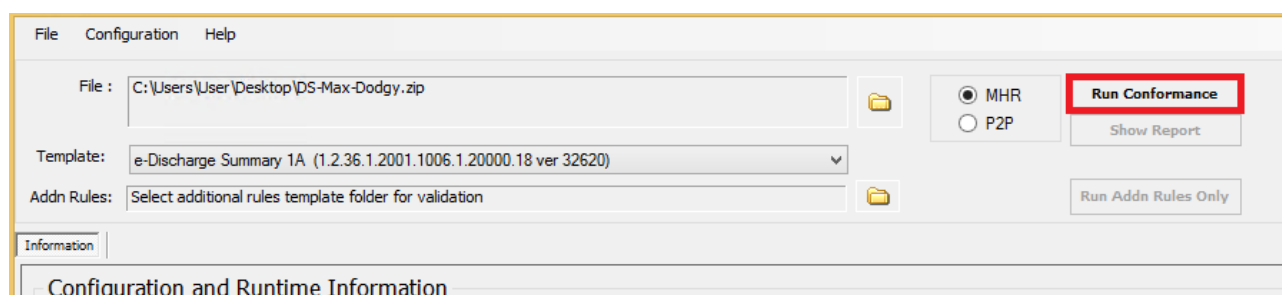 File Configuration Help
File : C:\Users\User\Desktop\DS-Max-Dodgy.zip
MHR
Run Conformance
P2P
Show Report
Template: e-Discharge Summary 1A (1.2.36.1.2001.1006.1.20000.18 ver 32620)
Addn Rules: Select additional rules template folder for validation
Run Addn Rules Only
Information
Configuration and Runtime Information